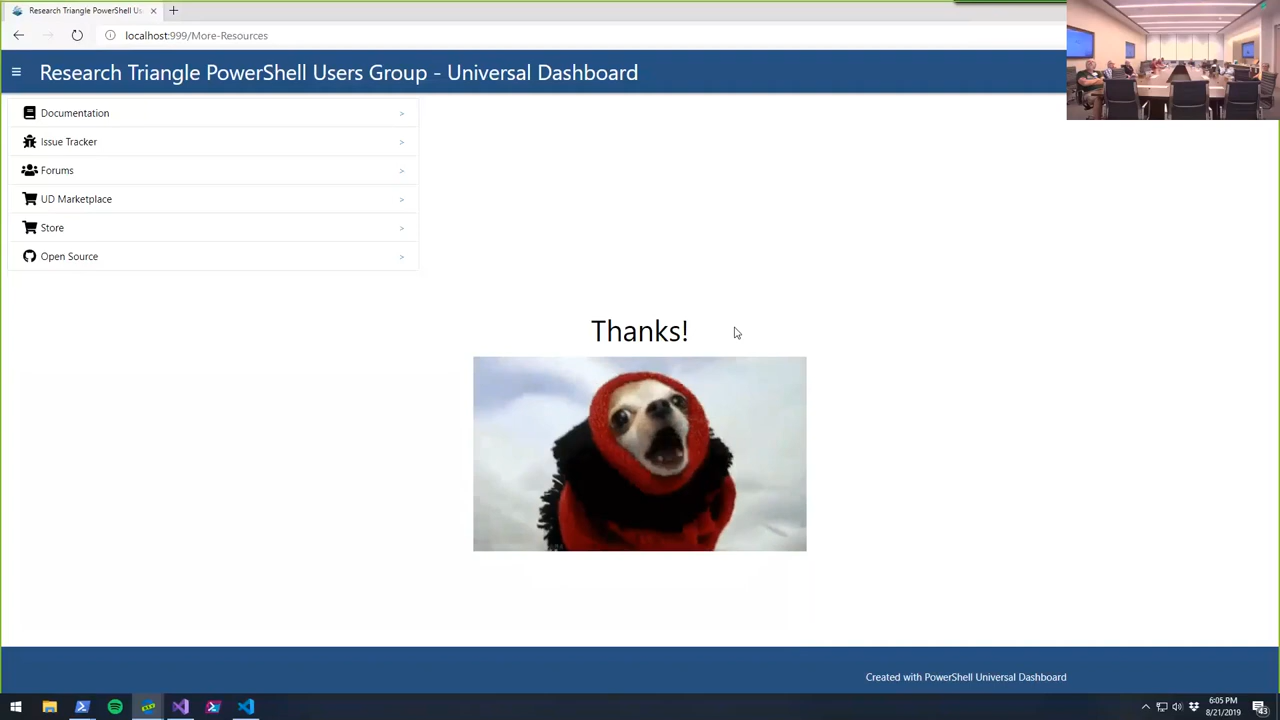 Research Triangle PowerShell Us
localhost:999/More-Resources
Research Triangle PowerShell Users Group - Universal Dashboard
Documentation >
Issue Tracker >
Forums >
UD Marketplace >
Store >
Open Source >
Thanks!
Created with PowerShell Universal Dashboard
6:05 PM
8/21/2019
43